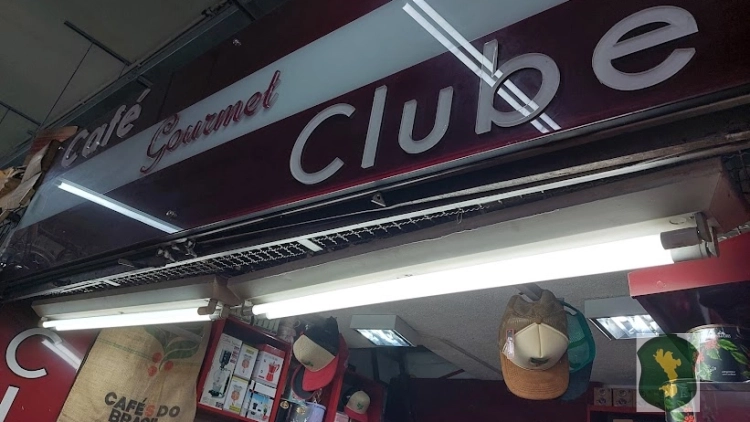 Café Gourmet Clube
C
CAFÉS DO
BRASIL